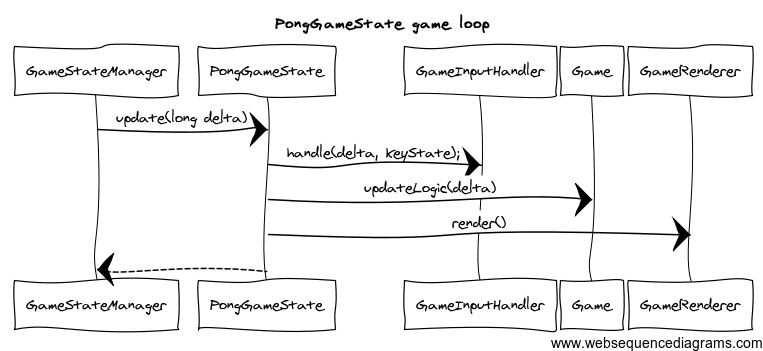 PongGameState game loop
GameStateManager PongGameState GameInputHandler Game GameRenderer
update(long delta)
handle(delta, keyState);
updateLogic(delta)
render()
GameStateManager PongGameState GameInputHandler Game GameRenderer
www.websequencediagrams.com